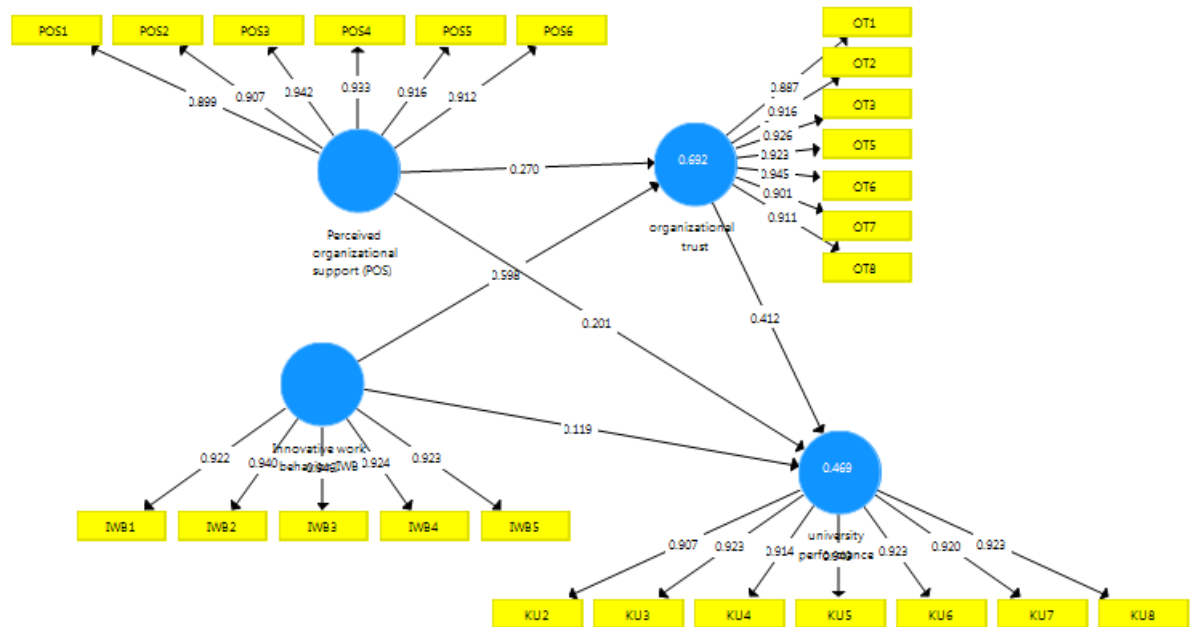 POS1 POS2 POS3 POS4 POS5 POS6
OT1
OT2
OT3
OT5
OT6
OT7
OT8
0.899 0.907 0.942 0.933 0.916 0.912
0.887
0.916
0.926
0.923
0.945
0.901
0.911
0.692
0.270
organizational
trust
Perceived
organizational
support (POS)
0.598
0.201
0.412
0.119
Innovative work
0.922 0.940 0.924 0.923
IWB1 IWB2 IWB3 IWB4 IWB5
0.469
university
performance
0.907 0.923 0.914 0.923 0.920 0.923
KU2 KU3 KU4 KU5 KU6 KU7 KU8